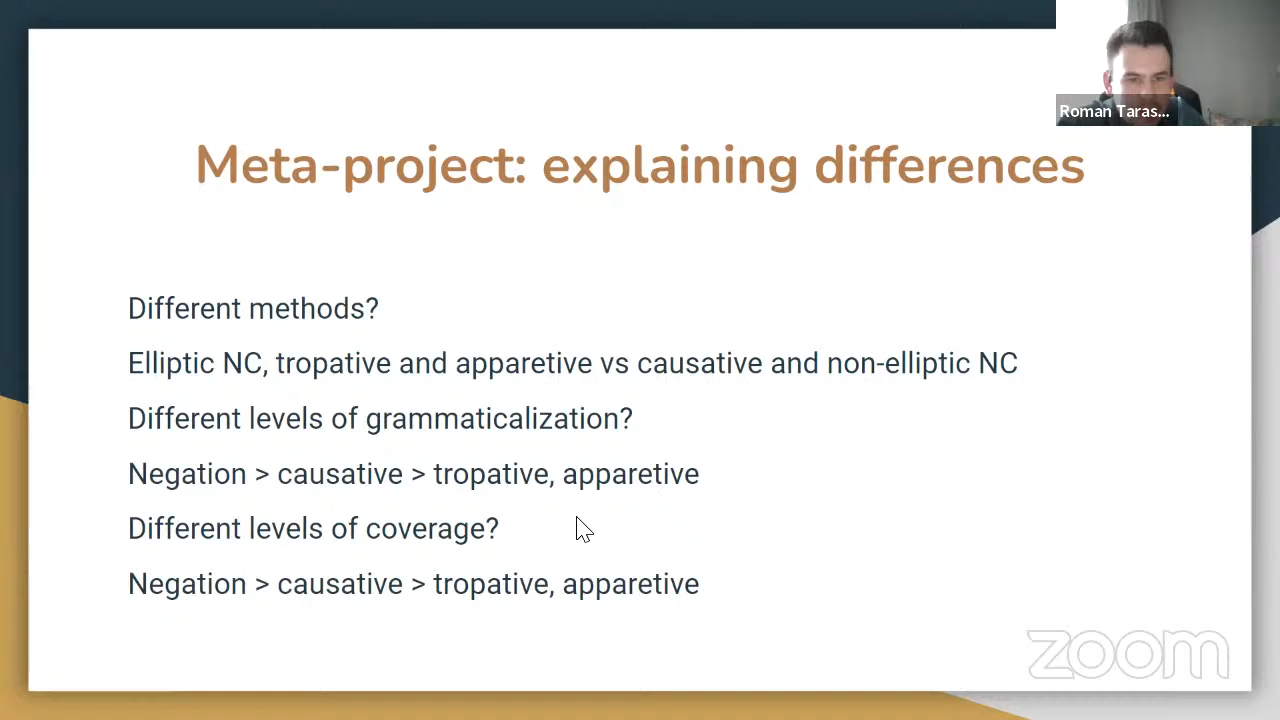 Roman Taras...
Meta-project: explaining differences
Different methods?
Elliptic NC, tropative and apparetive vs causative and non-elliptic NC
Different levels of grammaticalization?
Negation > causative > tropative, apparetive
Different levels of coverage?
Negation > causative > tropative, apparetive
zoom